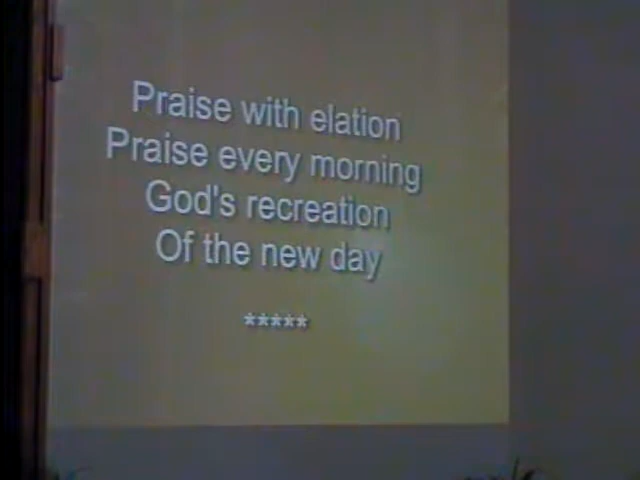 Praise with elation
Praise every morning
God's recreation
Of the new day
*****